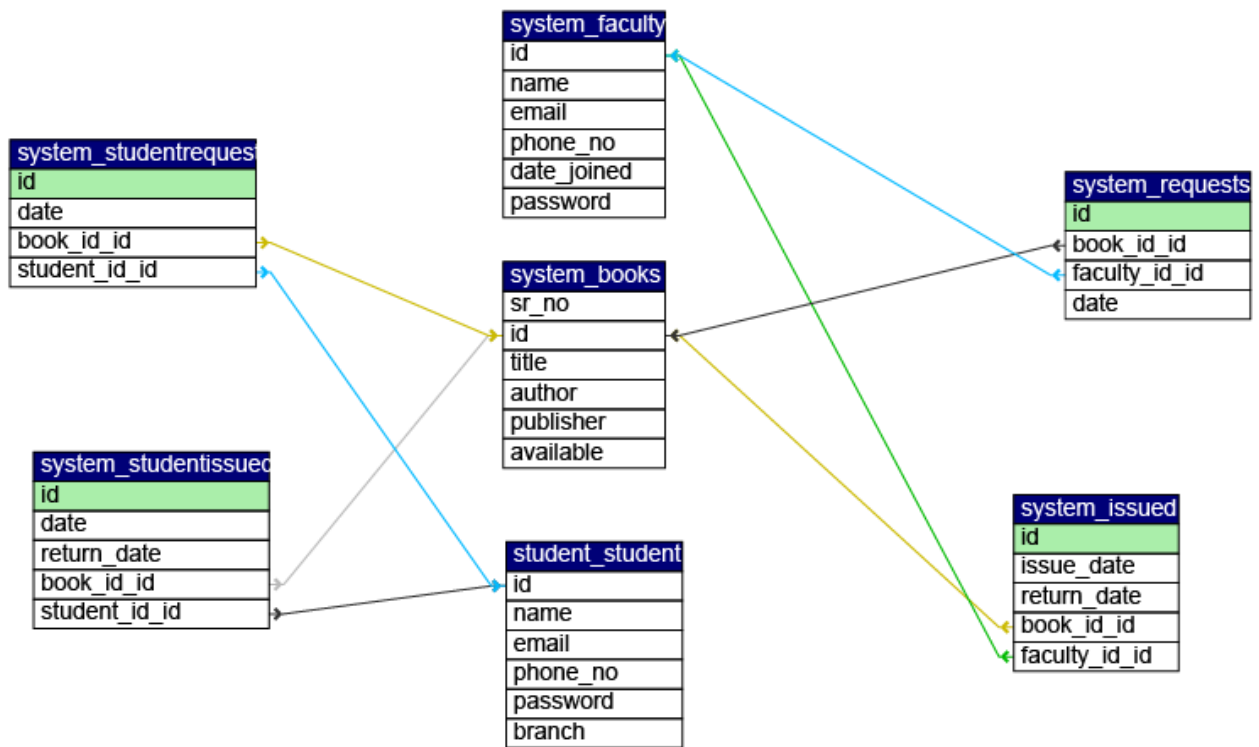 system_faculty
id
name
email
phone_no
date_joined
password
system_studentrequest
id
date
book_id_id
student_id_id
system_requests
id
book_id_id
faculty_id_id
date
system_books
sr_no
id
title
author
publisher
available
system_studentissued
id
date
return_date
book_id_id
student_id_id
system_issued
id
issue_date
return_date
book_id_id
faculty_id_id
student_student
id
name
email
phone_no
password
branch